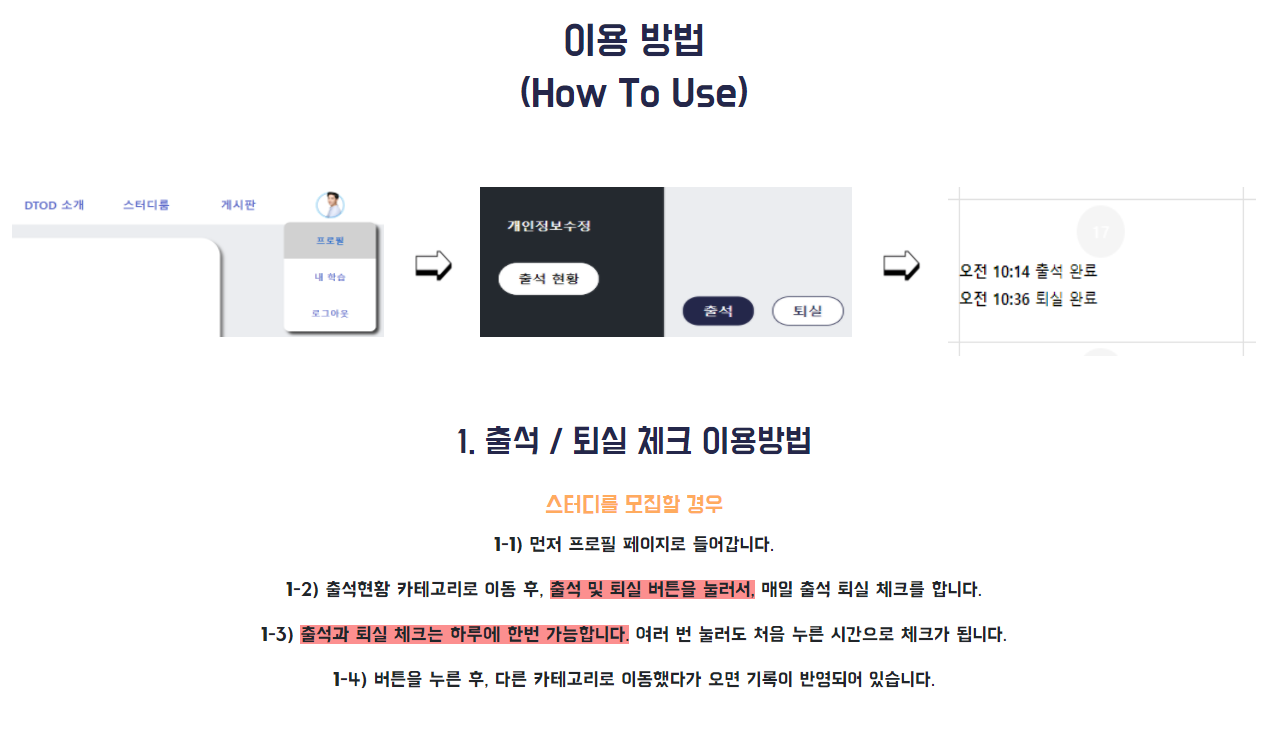 이용 방법
(How To Use)
DTOD 소개 스터디룸 게시판
프로필
내 학습
로그아웃
개인정보수정
출석 현황
출석 퇴실
17
오전 10:14 출석 완료
오전 10:36 퇴실 완료
1. 출석 / 퇴실 체크 이용방법
스터디를 모집할 경우
1-1) 먼저 프로필 페이지로 들어갑니다.
1-2) 출석현황 카테고리로 이동 후, 출석 및 퇴실 버튼을 눌러서, 매일 출석 퇴실 체크를 합니다.
1-3) 출석과 퇴실 체크는 하루에 한번 가능합니다. 여러 번 눌러도 처음 누른 시간으로 체크가 됩니다.
1-4) 버튼을 누른 후, 다른 카테고리로 이동했다가 오면 기록이 반영되어 있습니다.